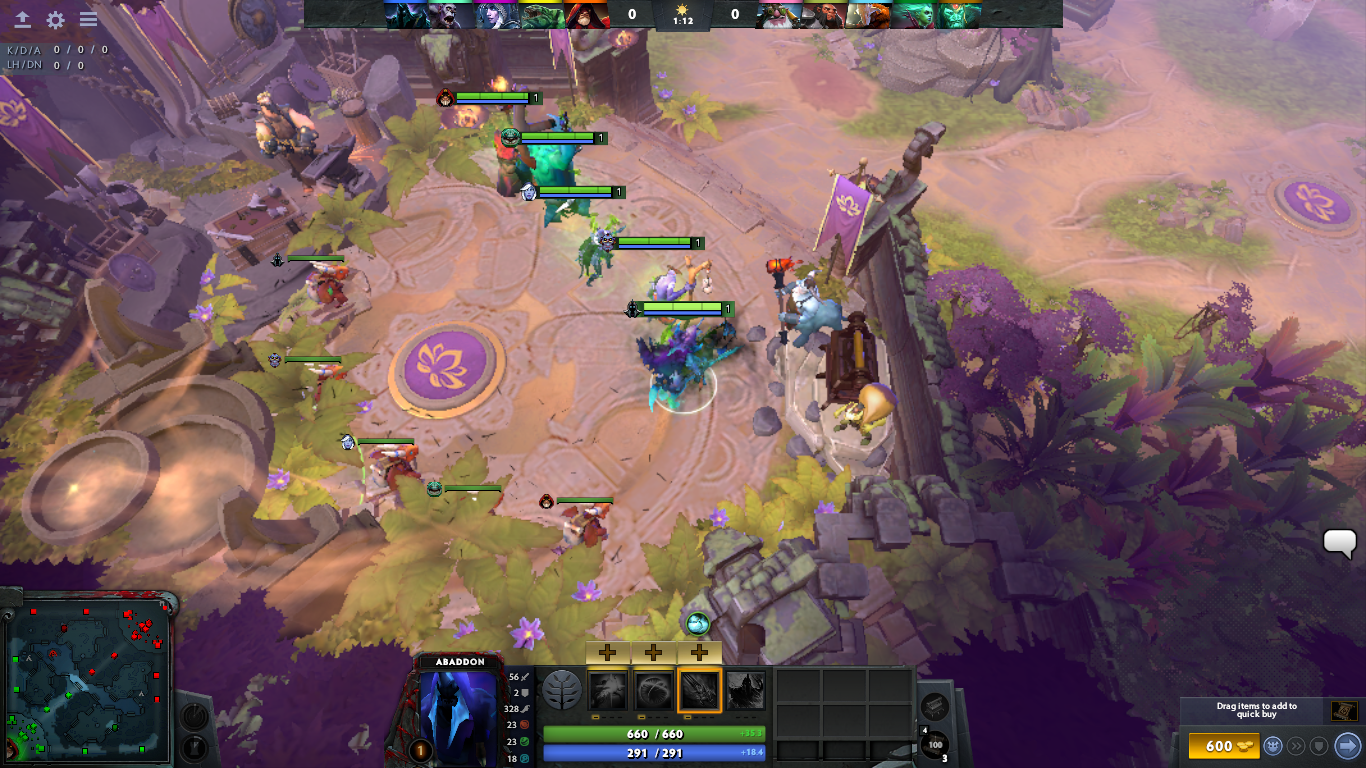 0 1:12 0
K/D/A 0 / 0 / 0
LH/DN 0 / 0
1
1
1
1
1
ABADDON
56
2
328
23
23
18
1
660 / 660 +35.3
291 / 291 +18.4
4
100
3
Drag items to add to
quick buy
600